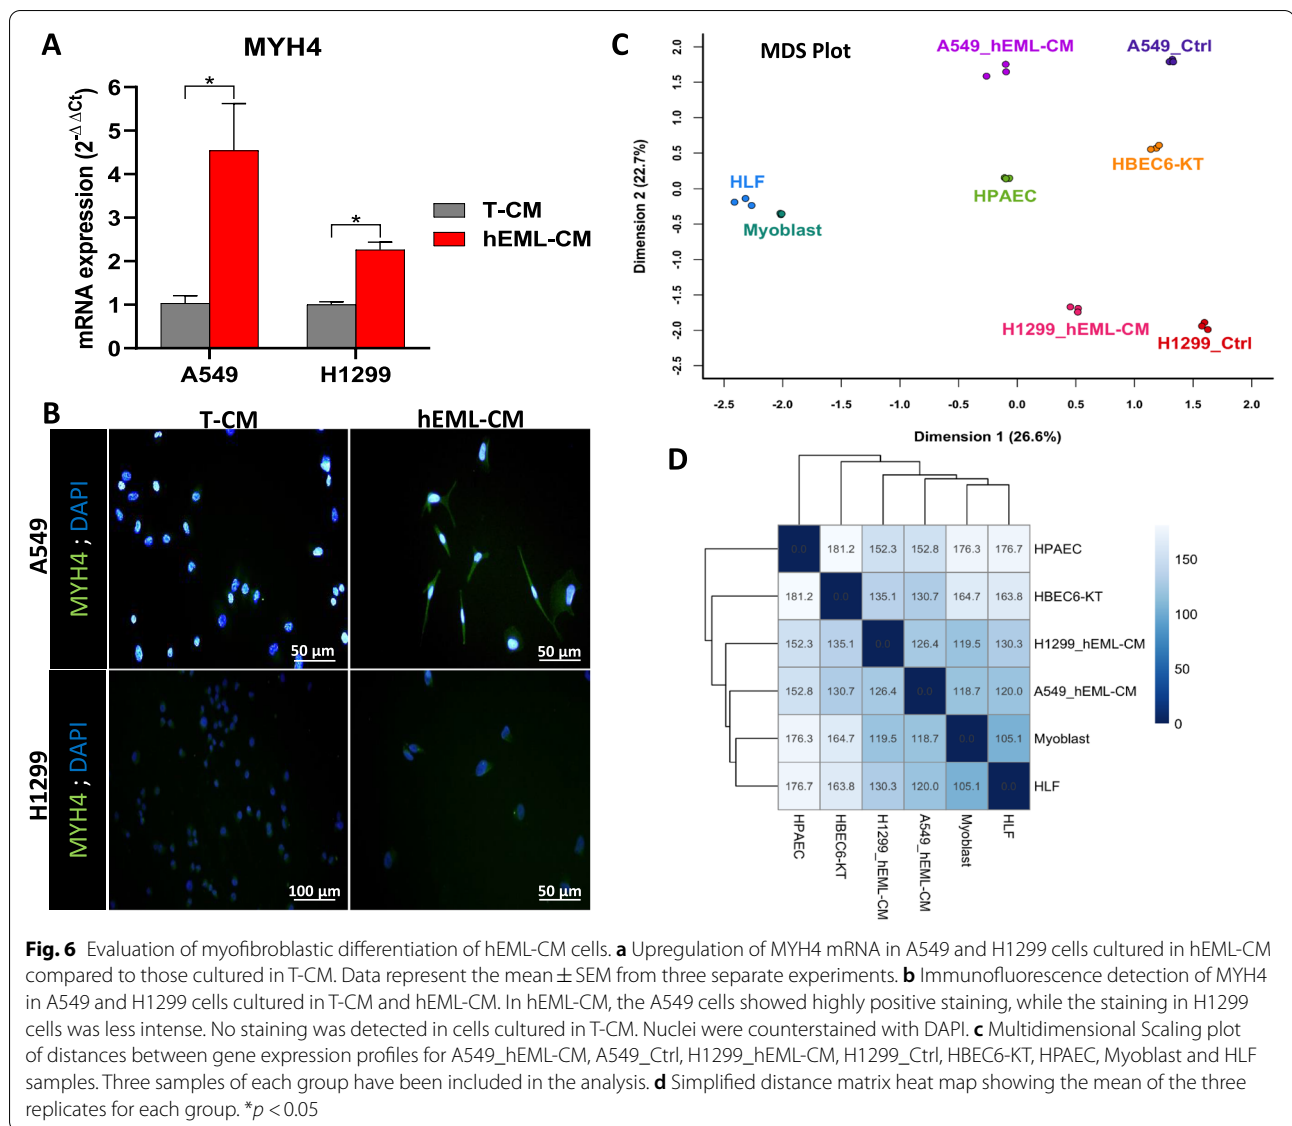 A
MYH4
mRNA expression (2^-Δ ΔCt)
6
5
4
3
2
1
0
*
*
A549
H1299
T-CM
hEML-CM
B
T-CM
hEML-CM
A549
MYH4 ; DAPI
50 µm
50 µm
H1299
MYH4 ; DAPI
100 µm
50 µm
C
MDS Plot
Dimension 2 (22.7%)
2.0
1.5
1.0
0.5
0.0
-0.5
-1.0
-1.5
-2.0
-2.5
A549_hEML-CM
A549_Ctrl
HBEC6-KT
HLF
HPAEC
Myoblast
H1299_hEML-CM
H1299_Ctrl
-2.5 -2.0 -1.5 -1.0 -0.5 0.0 0.5 1.0 1.5 2.0
Dimension 1 (26.6%)
D
0.0 181.2 152.3 152.8 176.3 176.7 HPAEC
181.2 0.0 135.1 130.7 164.7 163.8 HBEC6-KT
152.3 135.1 0.0 126.4 119.5 130.3 H1299_hEML-CM
152.8 130.7 126.4 0.0 118.7 120.0 A549_hEML-CM
176.3 164.7 119.5 118.7 0.0 105.1 Myoblast
176.7 163.8 130.3 120.0 105.1 0.0 HLF
HPAEC
HBEC6-KT
H1299_hEML-CM
A549_hEML-CM
Myoblast
HLF
150
100
50
0
Fig. 6 Evaluation of myofibroblastic differentiation of hEML-CM cells. a Upregulation of MYH4 mRNA in A549 and H1299 cells cultured in hEML-CM
compared to those cultured in T-CM. Data represent the mean ± SEM from three separate experiments. b Immunofluorescence detection of MYH4
in A549 and H1299 cells cultured in T-CM and hEML-CM. In hEML-CM, the A549 cells showed highly positive staining, while the staining in H1299
cells was less intense. No staining was detected in cells cultured in T-CM. Nuclei were counterstained with DAPI. c Multidimensional Scaling plot
of distances between gene expression profiles for A549_hEML-CM, A549_Ctrl, H1299_hEML-CM, H1299_Ctrl, HBEC6-KT, HPAEC, Myoblast and HLF
samples. Three samples of each group have been included in the analysis. d Simplified distance matrix heat map showing the mean of the three
replicates for each group. *p < 0.05